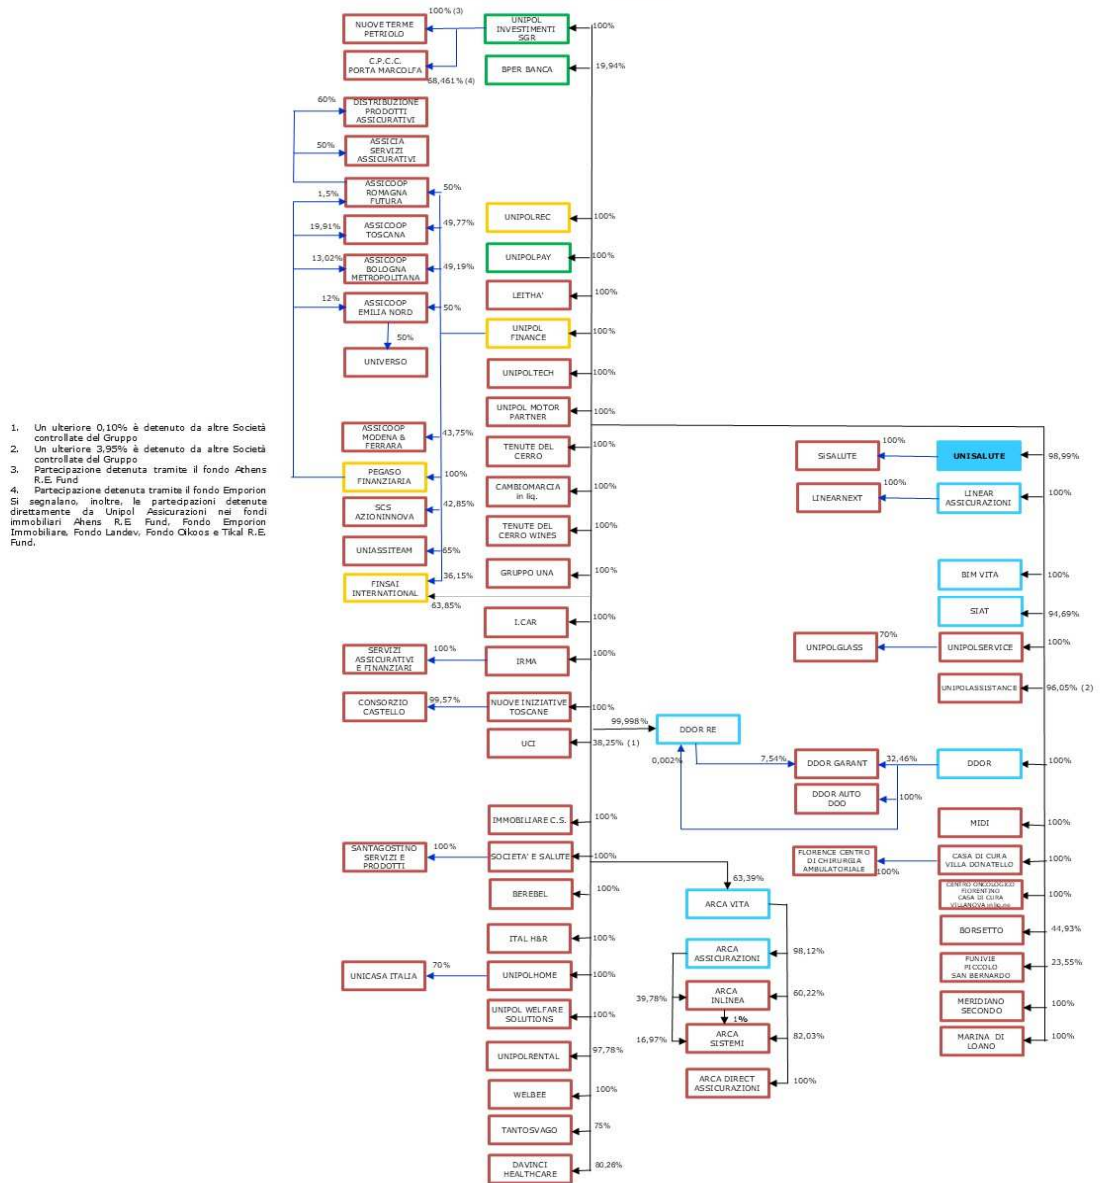 100% (3)
NUOVE TERME
PETRIOLO
UNIPOL
INVESTIMENTI
SGR
100%
C.P.C.C.
PORTA MARCOLFA
68,461% (4)
BPER BANCA
19,94%
60%
DISTRIBUZIONE
PRODOTTI
ASSICURATIVI
50%
ASSICIA
SERVIZI
ASSICURATIVI
1,5%
ASSICOOP
ROMAGNA
FUTURA
50%
UNIPOLREC
100%
19,91%
ASSICOOP
TOSCANA
49,77%
UNIPOLPAY
100%
13,02%
ASSICOOP
BOLOGNA
METROPOLITANA
49,19%
LEITHA'
100%
12%
ASSICOOP
EMILIA NORD
50%
UNIPOL
FINANCE
100%
50%
UNIVERSO
UNIPOLTECH
100%
UNIPOL MOTOR
PARTNER
100%
1. Un ulteriore 0,10% è detenuto da altre Società
controllate del Gruppo
2. Un ulteriore 3,95% è detenuto da altre Società
controllate del Gruppo
3. Partecipazione detenuta tramite il fondo Athens
R.E. Fund
4. Partecipazione detenuta tramite il fondo Emporion
Si segnalano, inoltre, le partecipazioni detenute
direttamente da Unipol Assicurazioni nei fondi
immobiliari Ahens R.E. Fund, Fondo Emporion
Immobiliare, Fondo Landev, Fondo Oikoos e Tikal R.E.
Fund.
ASSICOOP
MODENA &
FERRARA
43,75%
TENUTE DEL
CERRO
100%
SISALUTE
100%
UNISALUTE
98,99%
PEGASO
FINANZIARIA
100%
CAMBIOMARCIA
in liq.
100%
LINEARNEXT
100%
LINEAR
ASSICURAZIONI
100%
SCS
AZIONINNOVA
42,85%
TENUTE DEL
CERRO WINES
100%
UNIASSITEAM
65%
GRUPPO UNA
100%
BIM VITA
100%
FINSAI
INTERNATIONAL
36,15%
63,85%
SIAT
94,69%
I.CAR
100%
UNIPOLGLASS
70%
UNIPOLSERVICE
100%
SERVIZI
ASSICURATIVI
E FINANZIARI
100%
IRMA
100%
UNIPOLASSISTANCE
96,05% (2)
CONSORZIO
CASTELLO
99,57%
NUOVE INIZIATIVE
TOSCANE
100%
99,998%
DDOR RE
UCI
38,25% (1)
0,002%
7,54%
DDOR GARANT
32,46%
DDOR
100%
DDOR AUTO
DOO
100%
IMMOBILIARE C.S.
100%
MIDI
100%
SANTAGOSTINO
SERVIZI E
PRODOTTI
100%
SOCIETA' E SALUTE
100%
FLORENCE CENTRO
DI CHIRURGIA
AMBULATORIALE
100%
CASA DI CURA
VILLA DONATELLO
100%
63,39%
BEREBEL
100%
ARCA VITA
CENTRO ONCOLOGICO
FIORENTINO
CASA DI CURA
VILLANOVA
100%
ITAL H&R
100%
BORSETTO
44,93%
ARCA
ASSICURAZIONI
98,12%
UNICASA ITALIA
70%
UNIPOLHOME
100%
FUNIVIE
PICCOLO
SAN BERNARDO
23,55%
39,78%
ARCA
INLINEA
60,22%
UNIPOL WELFARE
SOLUTIONS
100%
MERIDIANO
SECONDO
100%
1%
16,97%
ARCA
SISTEMI
82,03%
MARINA DI
LOANO
100%
UNIPOLRENTAL
97,78%
ARCA DIRECT
ASSICURAZIONI
100%
WELBEE
100%
TANTOSVAGO
75%
DAVINCI
HEALTHCARE
80,26%